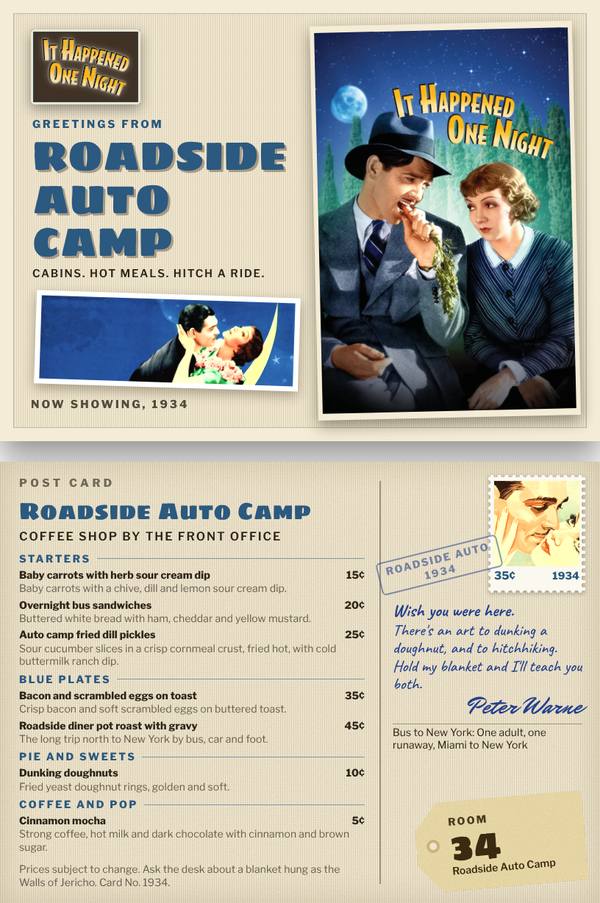 IT HAPPENED
ONE NIGHT
GREETINGS FROM
ROADSIDE
AUTO
CAMP
CABINS. HOT MEALS. HITCH A RIDE.
NOW SHOWING, 1934
IT HAPPENED
ONE NIGHT
POST CARD
Roadside Auto Camp
COFFEE SHOP BY THE FRONT OFFICE
STARTERS
Baby carrots with herb sour cream dip 15¢
Baby carrots with a chive, dill and lemon sour cream dip.
Overnight bus sandwiches 20¢
Buttered white bread with ham, cheddar and yellow mustard.
Auto camp fried dill pickles 25¢
Sour cucumber slices in a crisp cornmeal crust, fried hot, with cold
buttermilk ranch dip.
BLUE PLATES
Bacon and scrambled eggs on toast 35¢
Crisp bacon and soft scrambled eggs on buttered toast.
Roadside diner pot roast with gravy 45¢
The long trip north to New York by bus, car and foot.
PIE AND SWEETS
Dunking doughnuts 10¢
Fried yeast doughnut rings, golden and soft.
COFFEE AND POP
Cinnamon mocha 5¢
Strong coffee, hot milk and dark chocolate with cinnamon and brown
sugar.
Prices subject to change. Ask the desk about a blanket hung as the
Walls of Jericho. Card No. 1934.
35¢ 1934
ROADSIDE AUTO
1934
Wish you were here.
There's an art to dunking a
doughnut, and to hitchhiking.
Hold my blanket and I'll teach you
both.
Peter Warne
Bus to New York: One adult, one
runaway, Miami to New York
ROOM
34
Roadside Auto Camp